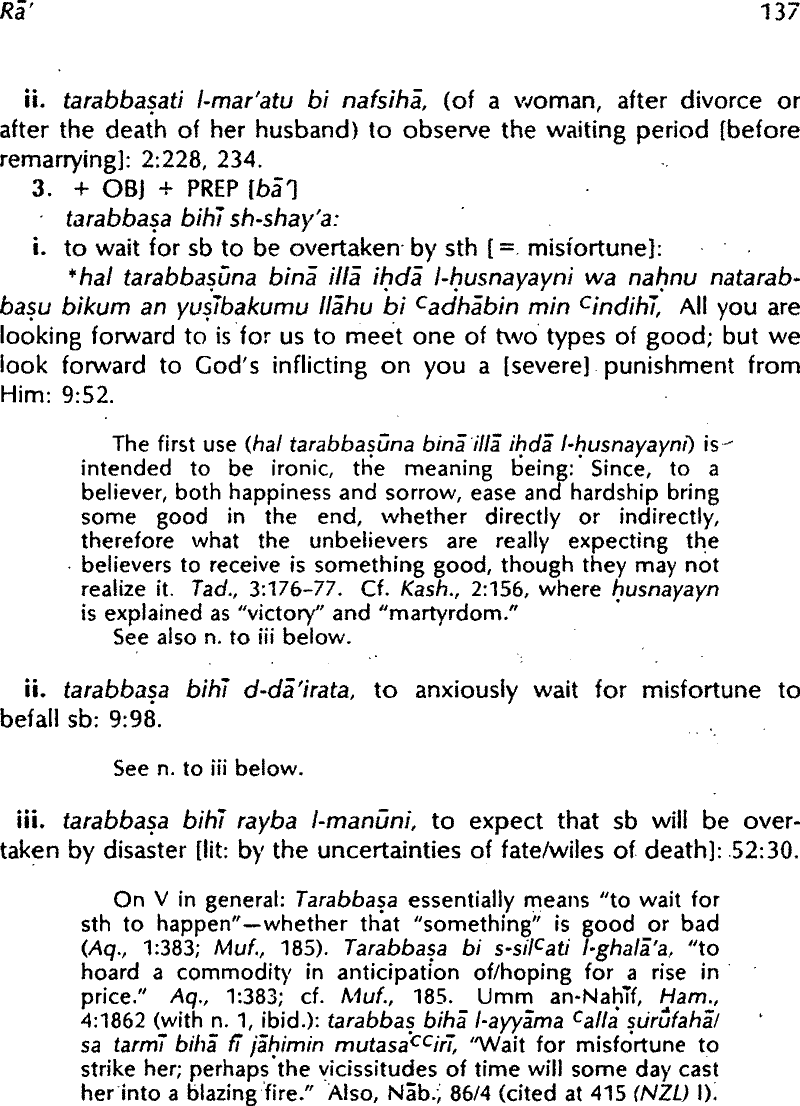 Rā’ 137
ii. tarabbaṣati l-mar’atu bi nafsihā, (of a woman, after divorce or
after the death of her husband) to observe the waiting period [before
remarrying]: 2:228, 234.
3. + OBJ + PREP [bā’]
tarabbaṣa bihī sh-shay’a:
i. to wait for sb to be overtaken by sth [= misfortune]:
*hal tarabbaṣūna binā illā iḥdā l-ḥusnayayni wa naḥnu natarab-
baṣu bikum an yuṣībakumu llāhu bi ᶜadhābin min ᶜindihī, All you are
looking forward to is for us to meet one of two types of good; but we
look forward to God's inflicting on you a [severe] punishment from
Him: 9:52.
The first use (hal tarabbaṣūna binā illā iḥdā l-ḥusnayayni) is
intended to be ironic, the meaning being: Since, to a
believer, both happiness and sorrow, ease and hardship bring
some good in the end, whether directly or indirectly,
therefore what the unbelievers are really expecting the
believers to receive is something good, though they may not
realize it. Tad., 3:176–77. Cf. Kash., 2:156, where ḥusnayayn
is explained as "victory" and "martyrdom."
See also n. to iii below.
ii. tarabbaṣa bihī d-dā’irata, to anxiously wait for misfortune to
befall sb: 9:98.
See n. to iii below.
iii. tarabbaṣa bihī rayba l-manūni, to expect that sb will be over-
taken by disaster [lit: by the uncertainties of fate/wiles of death]: 52:30.
On V in general: Tarabbaṣa essentially means "to wait for
sth to happen"—whether that "something" is good or bad
(Aq., 1:383; Muf., 185). Tarabbaṣa bi s-silᶜati l-ghalā’a, "to
hoard a commodity in anticipation of/hoping for a rise in
price." Aq., 1:383; cf. Muf., 185. Umm an-Naḥīf, Ḥam.,
4:1862 (with n. 1, ibid.): tarabbaṣ bihā l-ayyāma ᶜalla ṣurūfahā/
sa tarmī bihā fī jāḥimin mutasaᶜᶜirī, "Wait for misfortune to
strike her; perhaps the vicissitudes of time will some day cast
her into a blazing fire." Also, Nāb., 86/4 (cited at 415 (NZL) I).